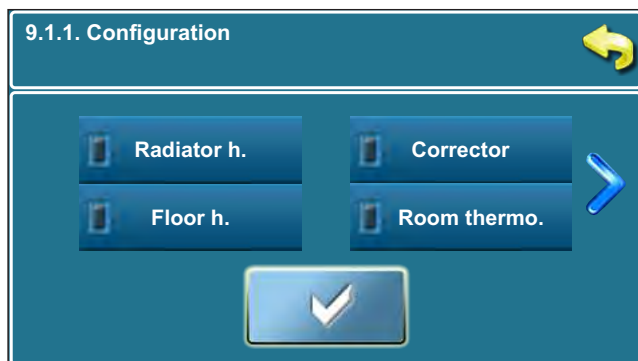 9.1.1. Configuration
Radiator h.
Corrector
Floor h.
Room thermo.